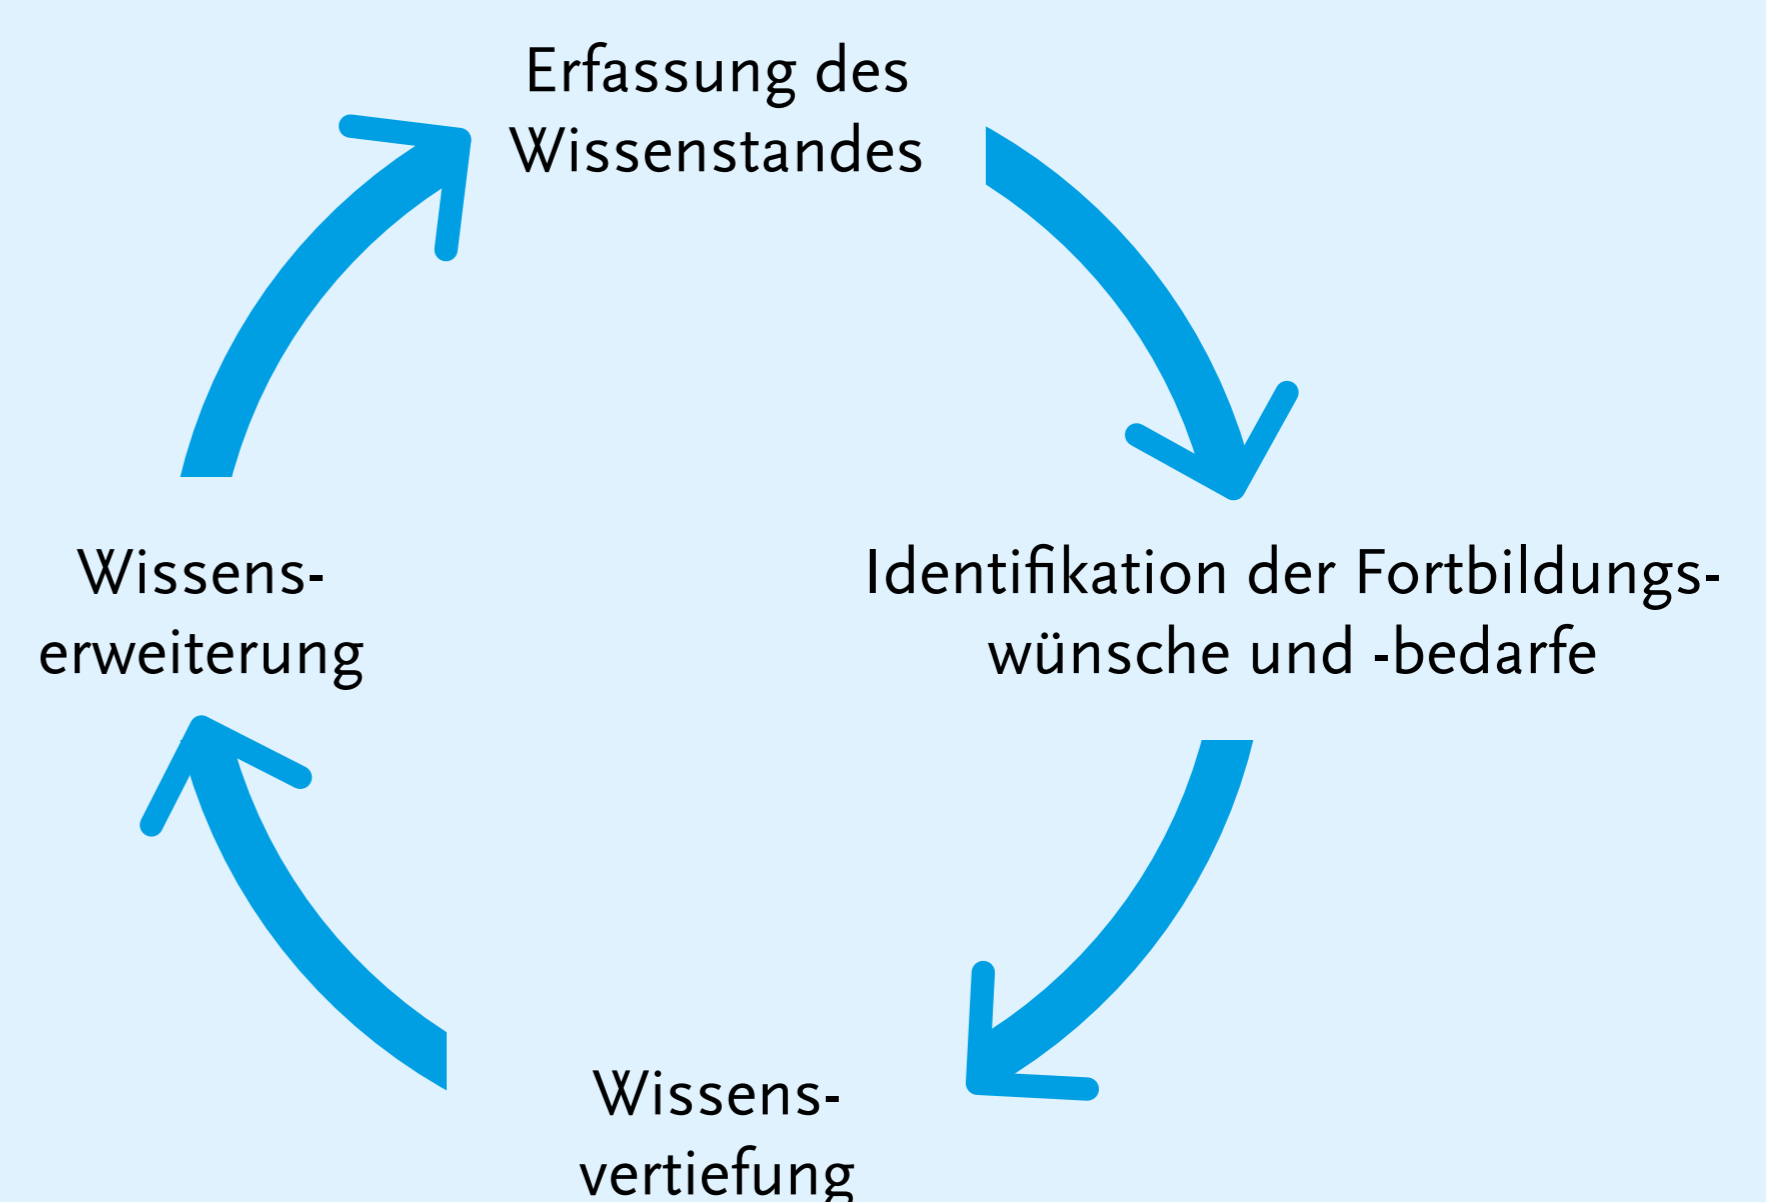 Erfassung des
Wissenstandes
Identifikation der Fortbildungs-
wünsche und -bedarfe
Wissens-
vertiefung
Wissens-
erweiterung